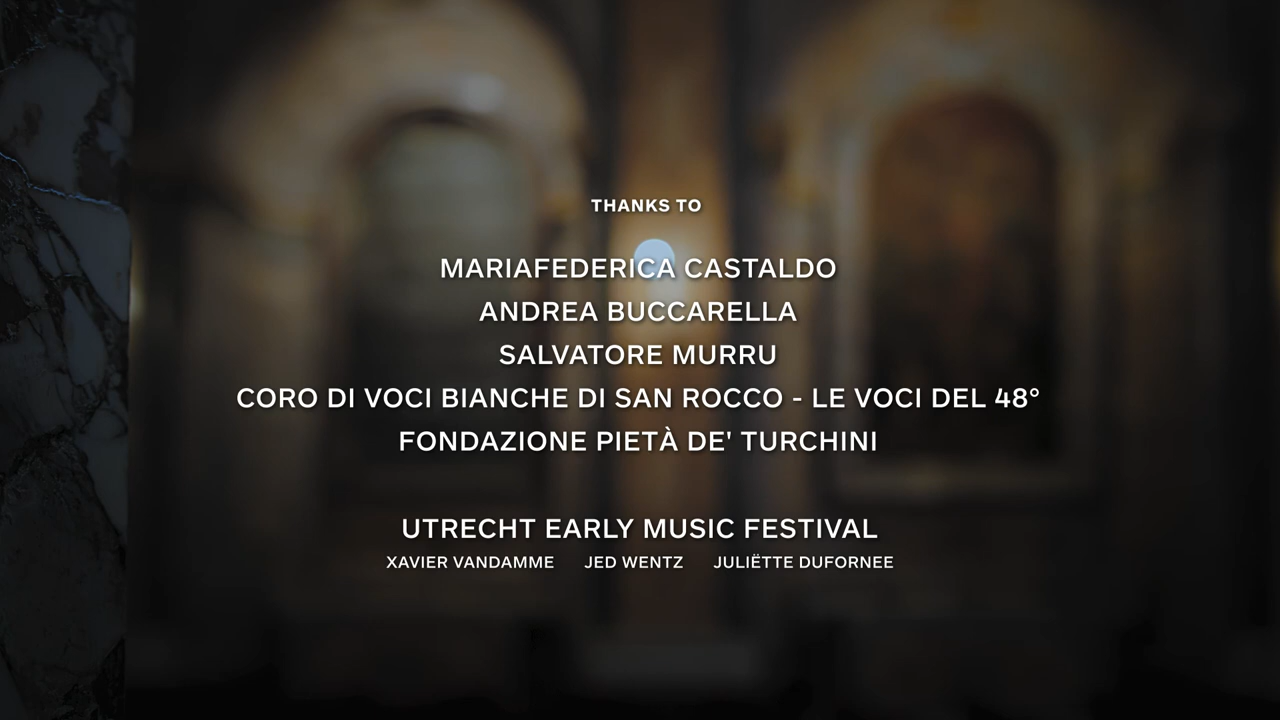 THANKS TO
MARIAFEDERICA CASTALDO
ANDREA BUCCARELLA
SALVATORE MURRU
CORO DI VOCI BIANCHE DI SAN ROCCO - LE VOCI DEL 48°
FONDAZIONE PIETÀ DE' TURCHINI
UTRECHT EARLY MUSIC FESTIVAL
XAVIER VANDAMME JED WENTZ JULIËTTE DUFORNEE